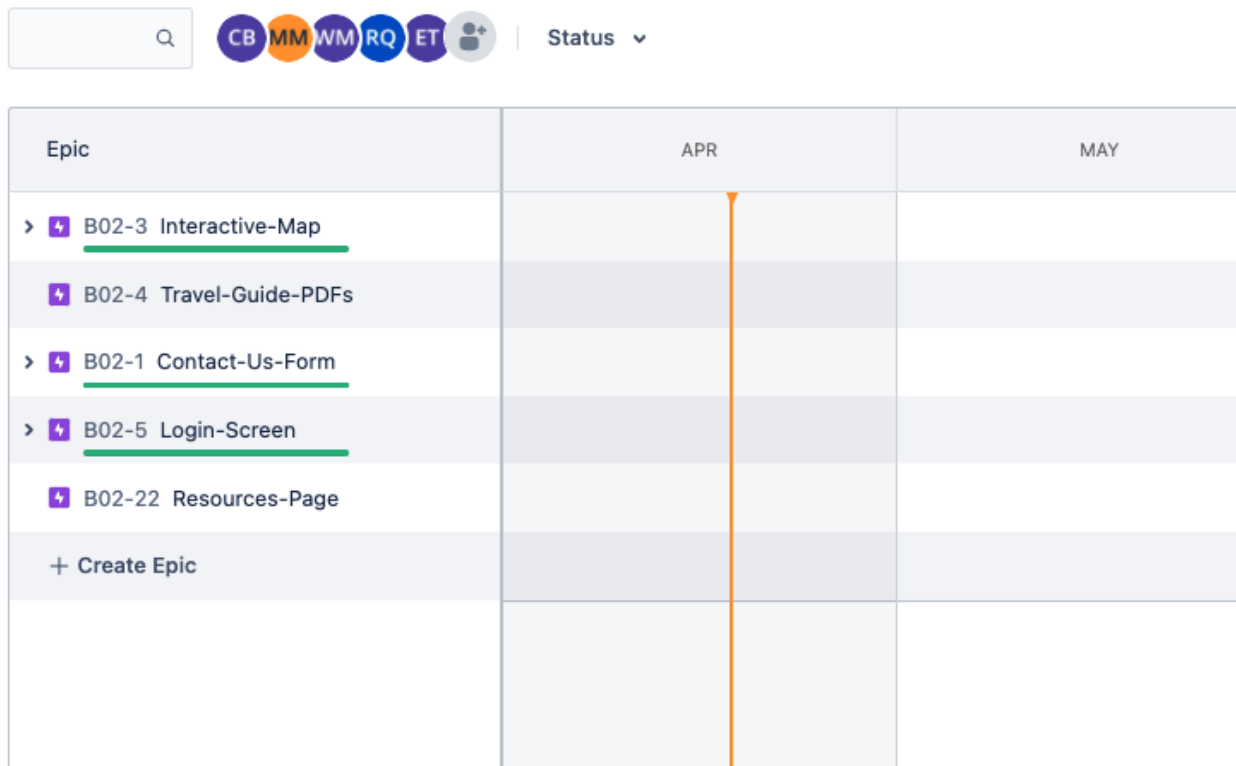 CB MM WM RQ ET Status
Epic APR MAY
B02-3 Interactive-Map
B02-4 Travel-Guide-PDFs
B02-1 Contact-Us-Form
B02-5 Login-Screen
B02-22 Resources-Page
+ Create Epic